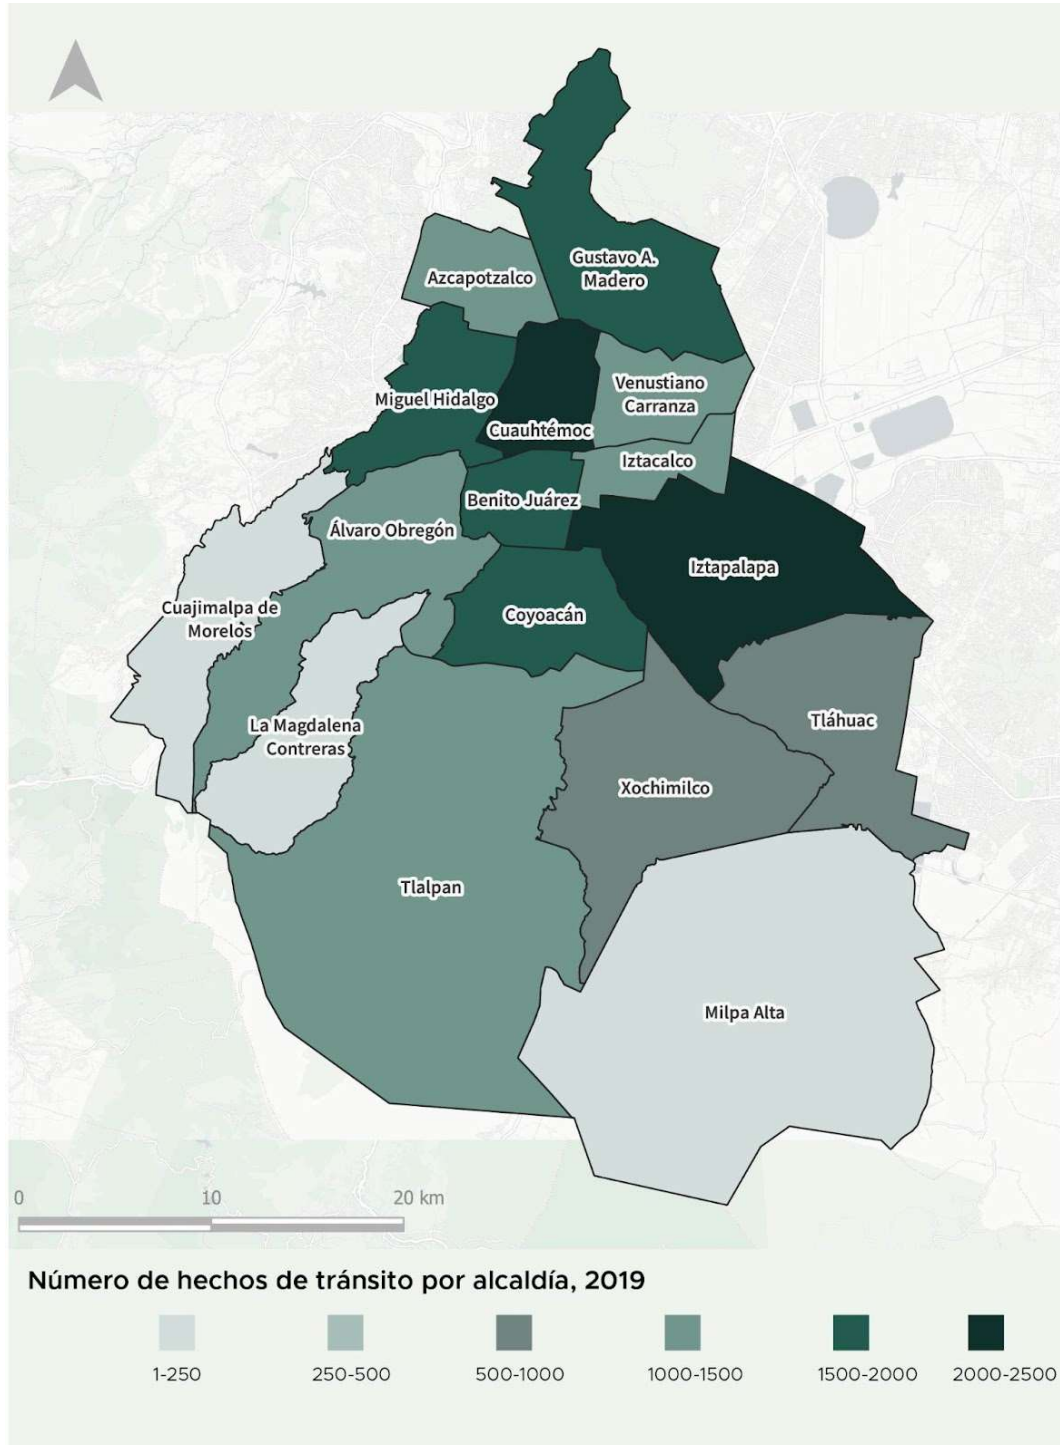 Gustavo A.
Madero
Azcapotzalco
Miguel Hidalgo
Cuauhtémoc
Venustiano
Carranza
Iztacalco
Benito Juárez
Álvaro Obregón
Iztapalapa
Cuajimalpa de
Morelos
Coyoacán
La Magdalena
Contreras
Tláhuac
Xochimilco
Tlalpan
Milpa Alta
0 10 20 km
Número de hechos de tránsito por alcaldía, 2019
1-250 250-500 500-1000 1000-1500 1500-2000 2000-2500